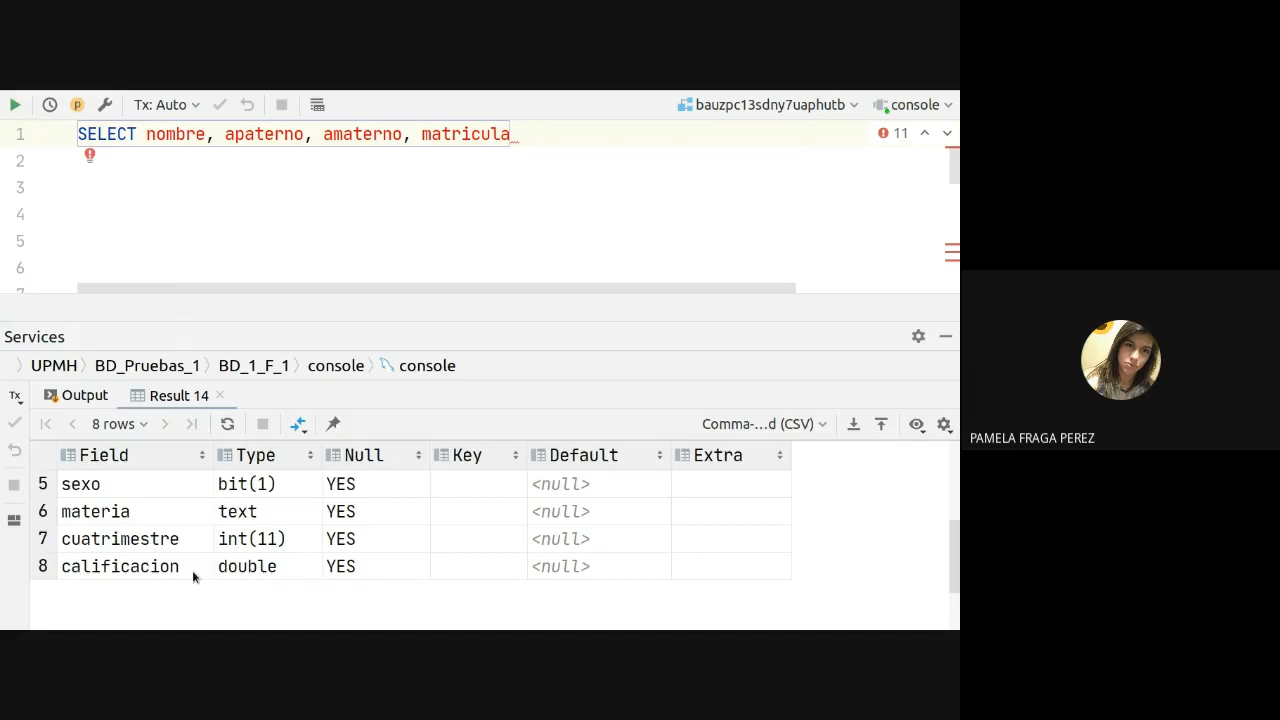 Tx: Auto
bauzpc13sdny7uaphutb
console
1 SELECT nombre, apaterno, amaterno, matricula
11
2
3
4
5
6
Services
UPMH BD_Pruebas_1 BD_1_F_1 console console
Tx Output Result 14
8 rows
Comma-...d (CSV)
Field Type Null Key Default Extra
5 sexo bit(1) YES <null>
6 materia text YES <null>
7 cuatrimestre int(11) YES <null>
8 calificacion double YES <null>
PAMELA FRAGA PEREZ